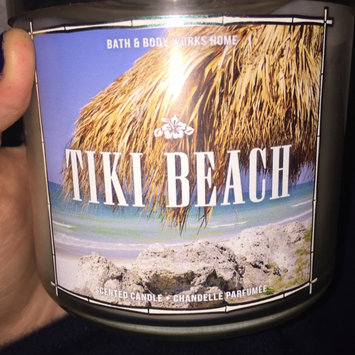 BATH & BODY WORKS HOME
TIKI BEACH
SCENTED CANDLE • CHANDELLE PARFUMÉE